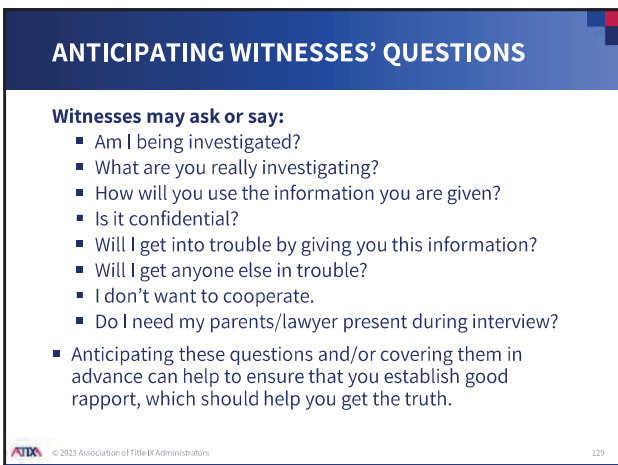 ANTICIPATING WITNESSES’ QUESTIONS
Witnesses may ask or say:
▪ Am I being investigated?
▪ What are you really investigating?
▪ How will you use the information you are given?
▪ Is it confidential?
▪ Will I get into trouble by giving you this information?
▪ Will I get anyone else in trouble?
▪ I don’t want to cooperate.
▪ Do I need my parents/lawyer present during interview?
▪ Anticipating these questions and/or covering them in
advance can help to ensure that you establish good
rapport, which should help you get the truth.
ATIXA © 2023 Association of Title IX Administrators
129